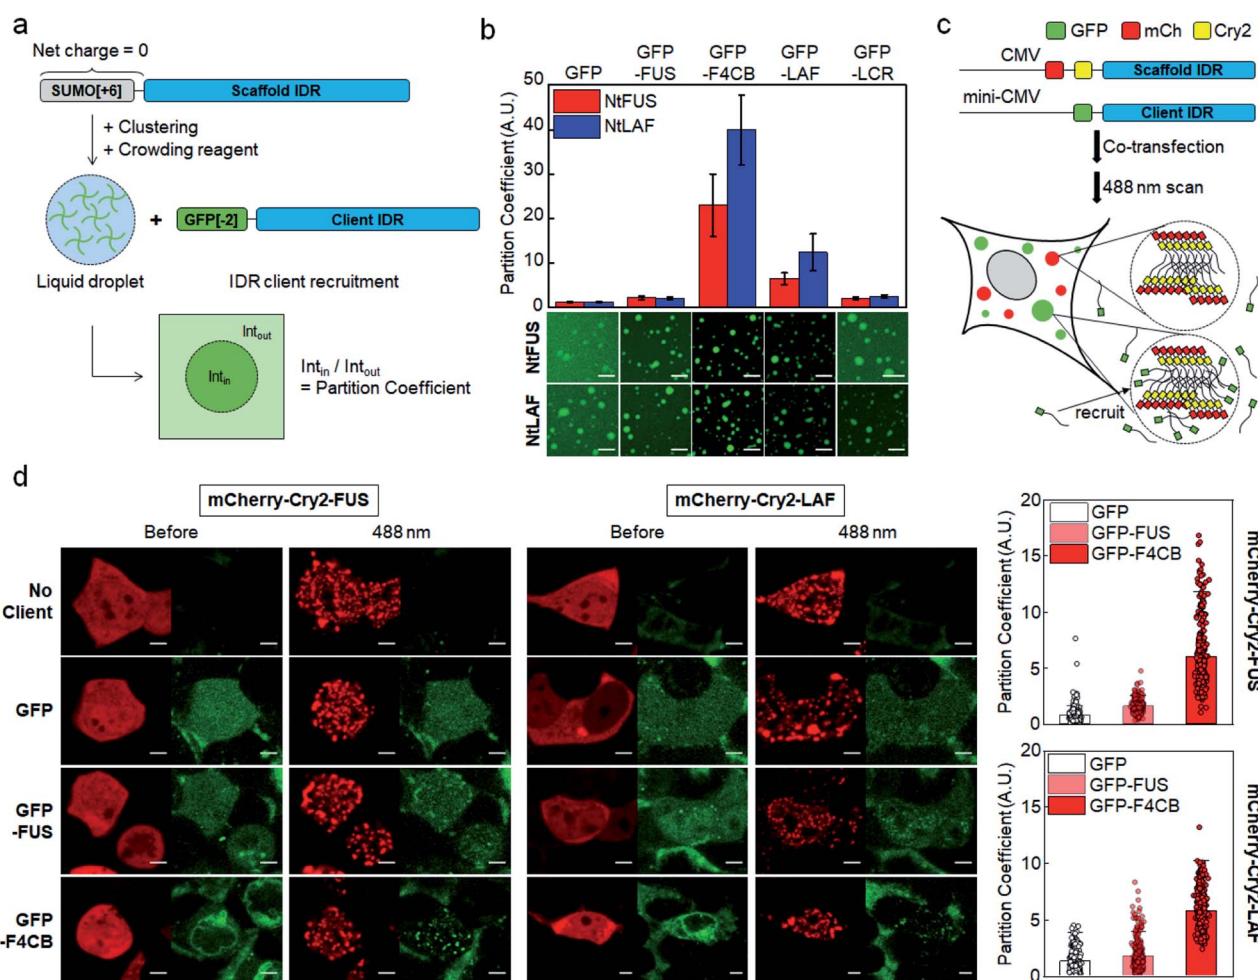 a
Net charge = 0
SUMO[+6]
Scaffold IDR
+ Clustering
+ Crowding reagent
+
GFP[-2]
Client IDR
Liquid droplet
IDR client recruitment
Int_out
Int_in
Int_in / Int_out
= Partition Coefficient
b
GFP
GFP
-FUS
GFP
-F4CB
GFP
-LAF
GFP
-LCR
Partition Coefficient (A.U.)
50
40
30
20
10
0
NtFUS
NtLAF
NtFUS
NtLAF
c
GFP
mCh
Cry2
CMV
Scaffold IDR
mini-CMV
Client IDR
Co-transfection
488 nm scan
recruit
d
mCherry-Cry2-FUS
mCherry-Cry2-LAF
Before
488 nm
Before
488 nm
No
Client
GFP
GFP
-FUS
GFP
-F4CB
Partition Coefficient (A.U.)
20
15
10
5
0
GFP
GFP-FUS
GFP-F4CB
mCherry-Cry2-FUS
Partition Coefficient (A.U.)
20
15
10
5
0
GFP
GFP-FUS
GFP-F4CB
mCherry-Cry2-LAF